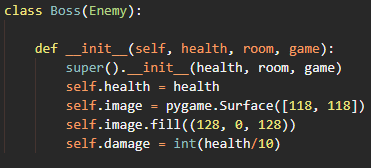 class Boss(Enemy):
    def __init__(self, health, room, game):
        super().__init__(health, room, game)
        self.health = health
        self.image = pygame.Surface([118, 118])
        self.image.fill((128, 0, 128))
        self.damage = int(health/10)